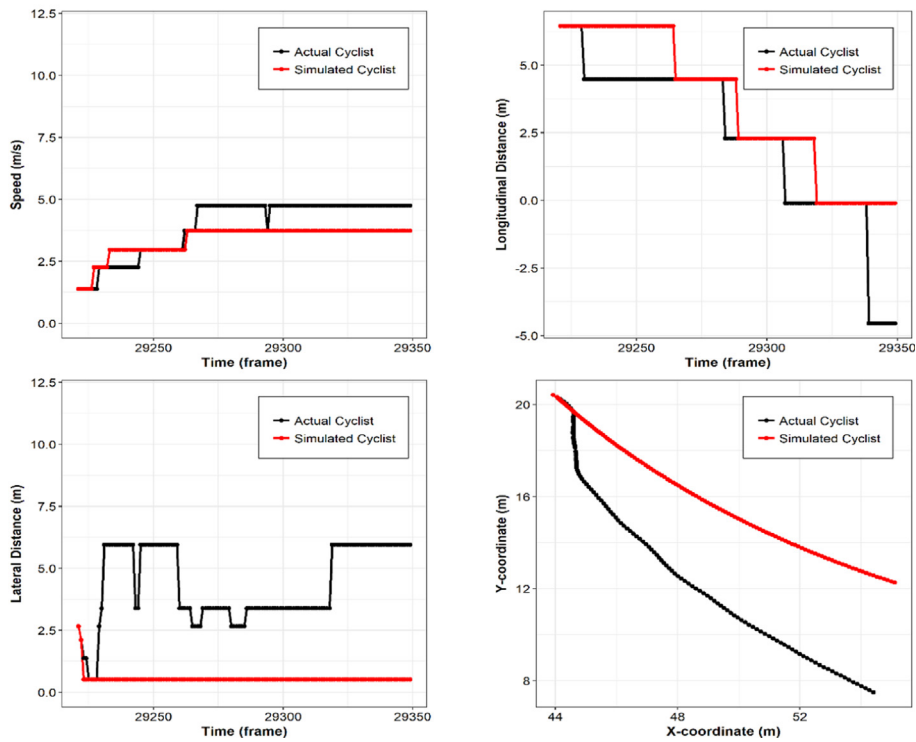 12.5
10.0
7.5
5.0
2.5
0.0
Speed (m/s)
Actual Cyclist
Simulated Cyclist
29250
29300
29350
Time (frame)
5.0
2.5
0.0
-2.5
-5.0
Longitudinal Distance (m)
Actual Cyclist
Simulated Cyclist
29250
29300
29350
Time (frame)
12.5
10.0
7.5
5.0
2.5
0.0
Lateral Distance (m)
Actual Cyclist
Simulated Cyclist
29250
29300
29350
Time (frame)
20
16
12
8
Y-coordinate (m)
Actual Cyclist
Simulated Cyclist
44
48
52
X-coordinate (m)